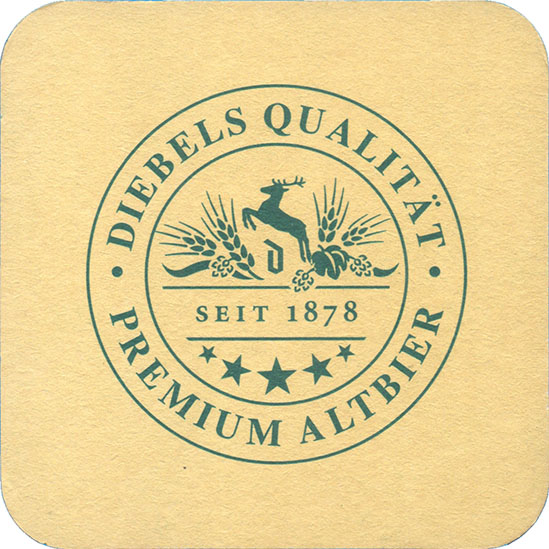 DIEBELS QUALITÄT
d
SEIT 1878
PREMIUM ALTBIER